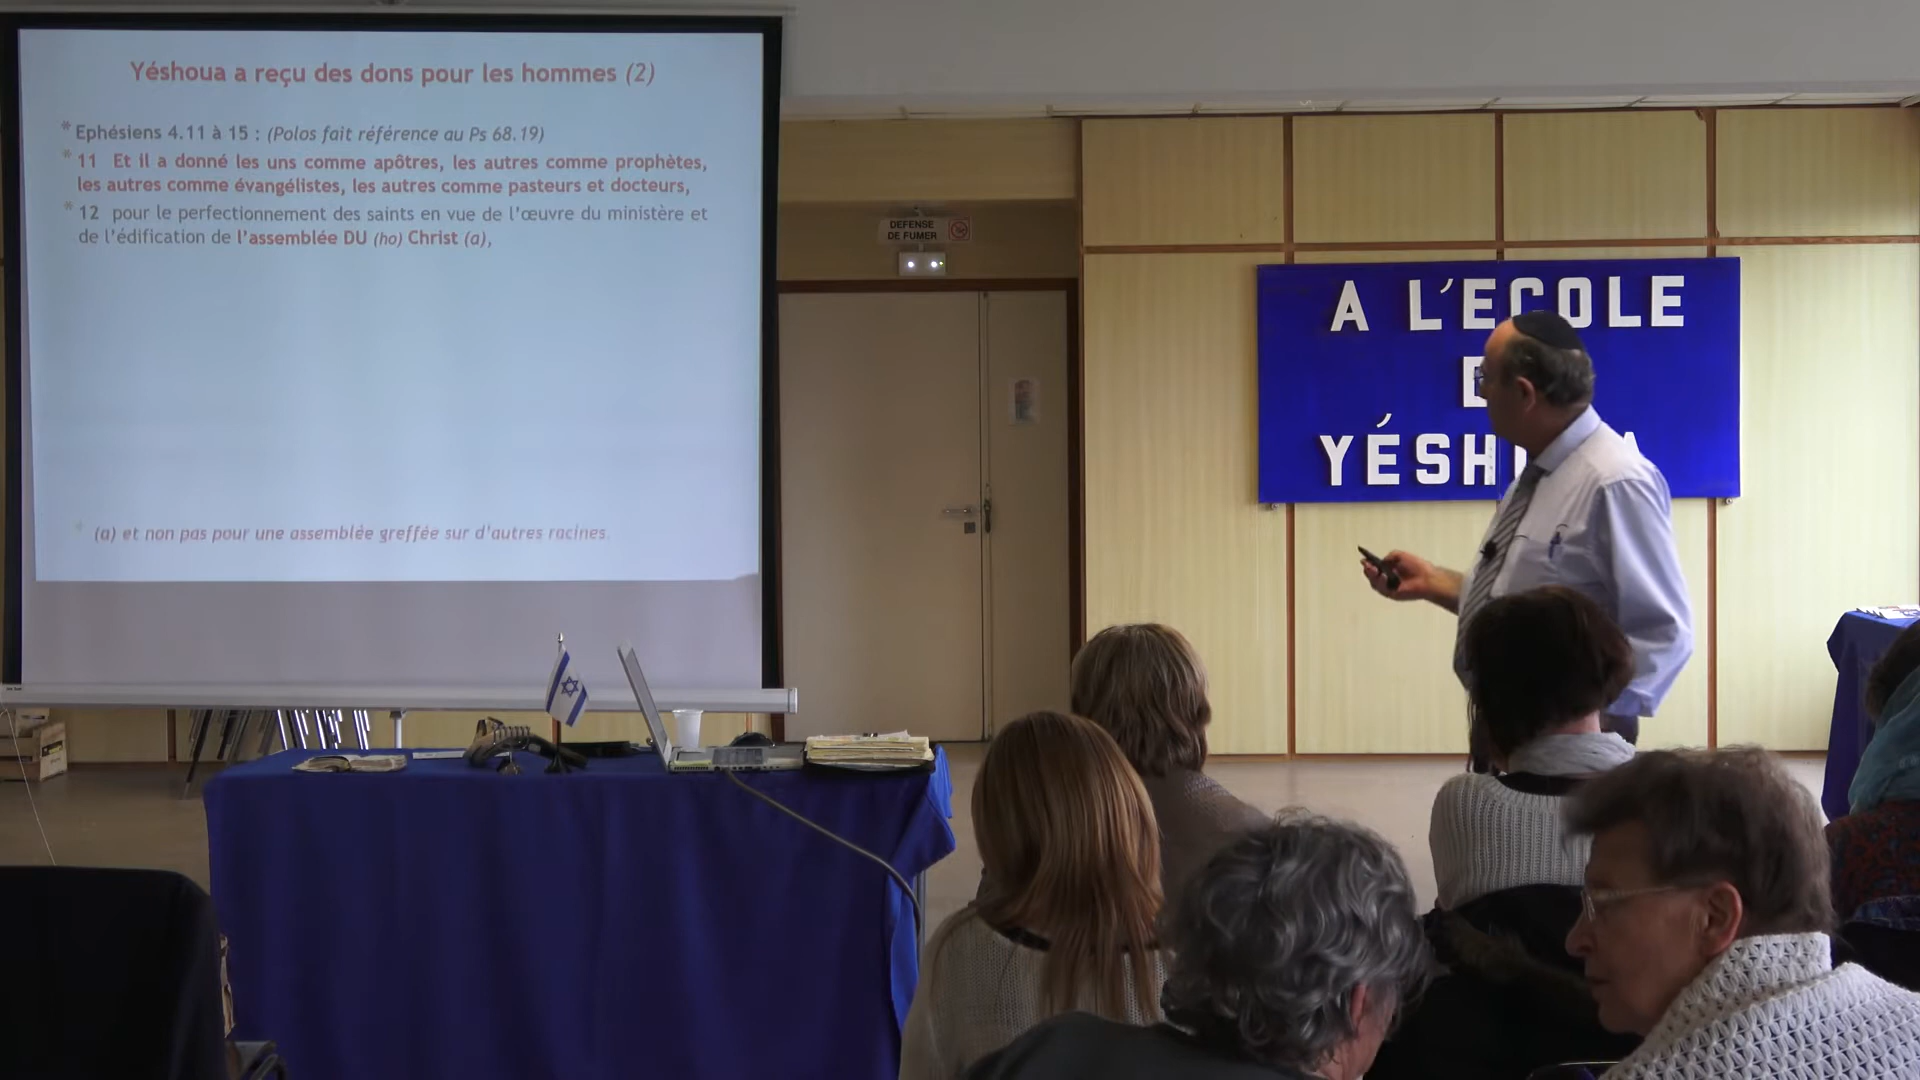 Yéshoua a reçu des dons pour les hommes (2)
* Ephésiens 4.11 à 15 : (Polos fait référence au Ps 68.19)
* 11 Et il a donné les uns comme apôtres, les autres comme prophètes,
les autres comme évangélistes, les autres comme pasteurs et docteurs,
* 12 pour le perfectionnement des saints en vue de l'œuvre du ministère et
de l'édification de l'assemblée DU (ho) Christ (a),
* (a) et non pas pour une assemblée greffée sur d'autres racines.
DEFENSE
DE FUMER
A L'ECOLE
YÉSH